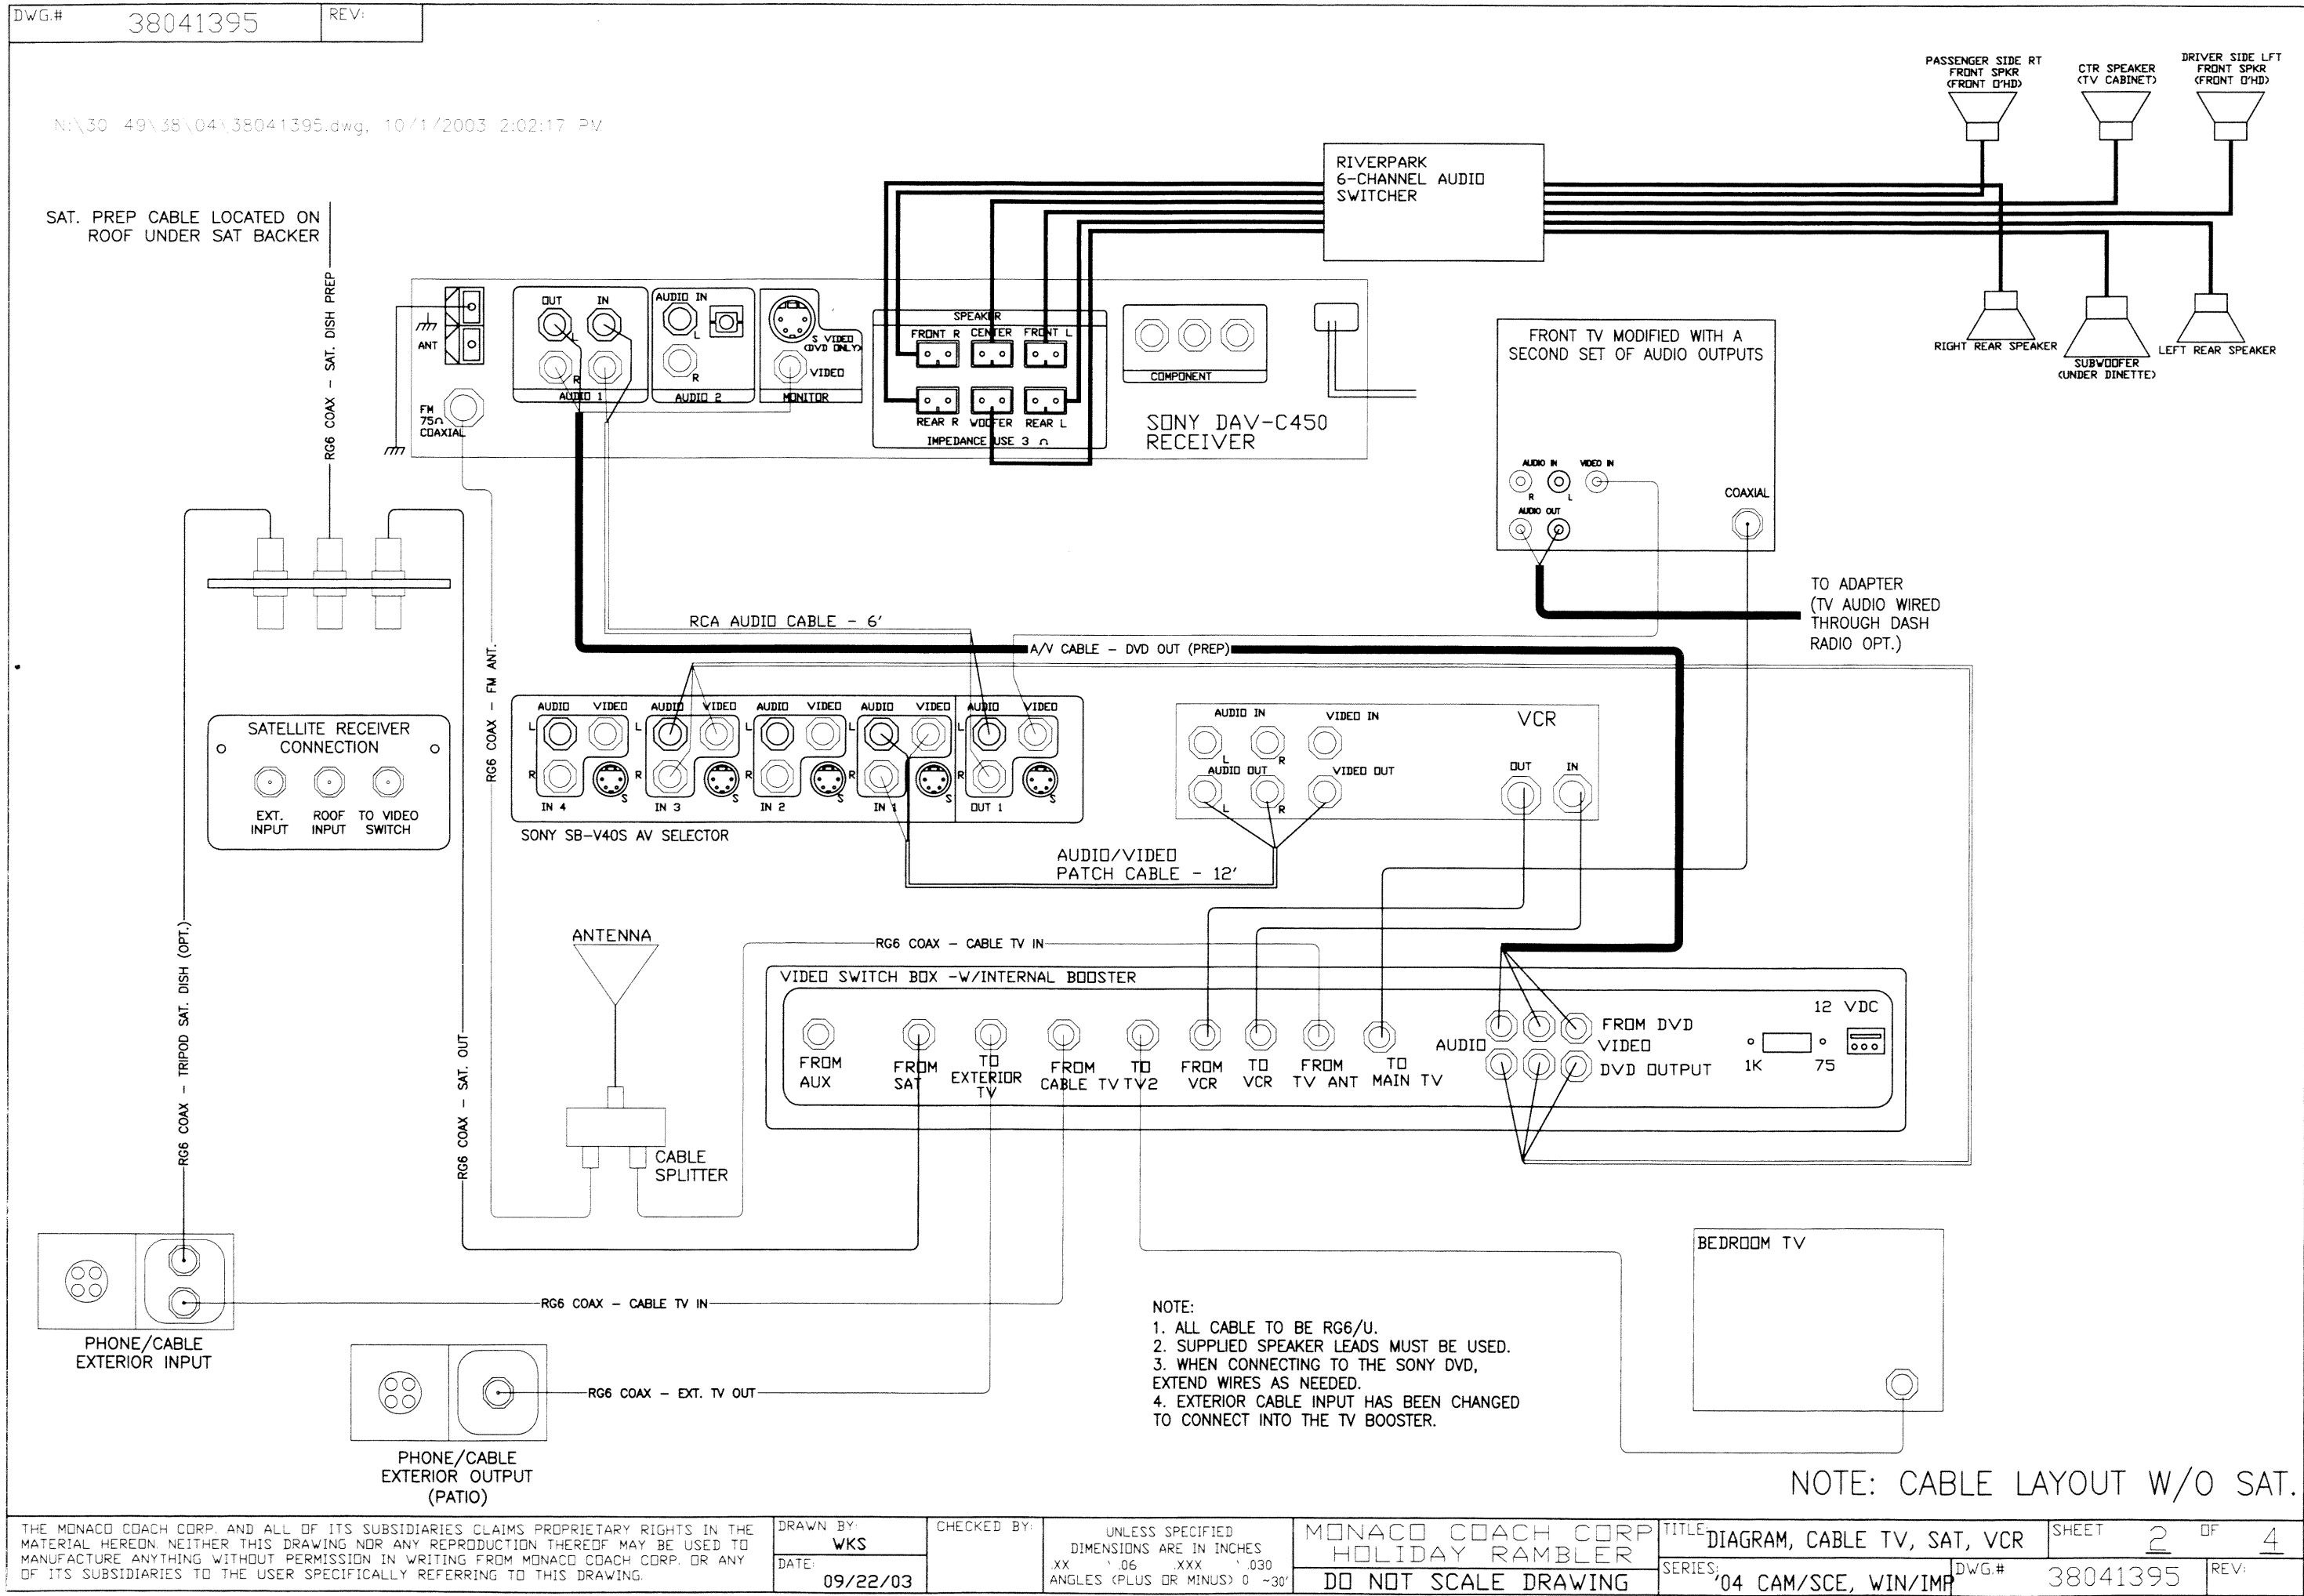 DWG.# 38041395 REV:
N:\30 49\38\04\38041395.dwg, 10/1/2003 2:02:17 PM
PASSENGER SIDE RT
FRONT SPKR
(FRONT O'HD)
CTR SPEAKER
(TV CABINET)
DRIVER SIDE LFT
FRONT SPKR
(FRONT O'HD)
RIVERPARK
6-CHANNEL AUDIO
SWITCHER
SAT. PREP CABLE LOCATED ON
ROOF UNDER SAT BACKER
RG6 COAX - SAT. DISH PREP
ANT
FM
75Ω
COAXIAL
OUT IN
L
R
AUDIO 1
AUDIO IN
L
R
AUDIO 2
S VIDEO
(DVD ONLY)
VIDEO
MONITOR
SPEAKER
FRONT R CENTER FRONT L
REAR R WOOFER REAR L
IMPEDANCE USE 3 Ω
COMPONENT
SONY DAV-C450
RECEIVER
FRONT TV MODIFIED WITH A
SECOND SET OF AUDIO OUTPUTS
AUDIO IN VIDEO IN
R L
AUDIO OUT
COAXIAL
RIGHT REAR SPEAKER
SUBWOOFER
(UNDER DINETTE)
LEFT REAR SPEAKER
TO ADAPTER
(TV AUDIO WIRED
THROUGH DASH
RADIO OPT.)
RCA AUDIO CABLE - 6'
A/V CABLE - DVD OUT (PREP)
RG6 COAX - FM ANT.
SATELLITE RECEIVER
CONNECTION
EXT.
INPUT
ROOF
INPUT
TO VIDEO
SWITCH
AUDIO VIDEO AUDIO VIDEO AUDIO VIDEO AUDIO VIDEO AUDIO VIDEO
L L L L L
R R R R R
S S S S S
IN 4 IN 3 IN 2 IN 1 OUT 1
SONY SB-V40S AV SELECTOR
AUDIO IN VIDEO IN VCR
L R
AUDIO OUT VIDEO OUT
L R
OUT IN
AUDIO/VIDEO
PATCH CABLE - 12'
RG6 COAX - TRIPOD SAT. DISH (OPT.)
RG6 COAX - SAT. OUT
ANTENNA
CABLE
SPLITTER
RG6 COAX - CABLE TV IN
VIDEO SWITCH BOX -W/INTERNAL BOOSTER
FROM
AUX
FROM
SAT
TO
EXTERIOR
TV
FROM
CABLE TV
TO
TV2
FROM
VCR
TO
VCR
FROM
TV ANT
TO
MAIN TV
AUDIO
FROM DVD
VIDEO
DVD OUTPUT
12 VDC
1K 75
PHONE/CABLE
EXTERIOR INPUT
RG6 COAX - CABLE TV IN
PHONE/CABLE
EXTERIOR OUTPUT
(PATIO)
RG6 COAX - EXT. TV OUT
BEDROOM TV
NOTE:
1. ALL CABLE TO BE RG6/U.
2. SUPPLIED SPEAKER LEADS MUST BE USED.
3. WHEN CONNECTING TO THE SONY DVD,
EXTEND WIRES AS NEEDED.
4. EXTERIOR CABLE INPUT HAS BEEN CHANGED
TO CONNECT INTO THE TV BOOSTER.
NOTE: CABLE LAYOUT W/O SAT.
THE MONACO COACH CORP. AND ALL OF ITS SUBSIDIARIES CLAIMS PROPRIETARY RIGHTS IN THE
MATERIAL HEREON. NEITHER THIS DRAWING NOR ANY REPRODUCTION THEREOF MAY BE USED TO
MANUFACTURE ANYTHING WITHOUT PERMISSION IN WRITING FROM MONACO COACH CORP. OR ANY
OF ITS SUBSIDIARIES TO THE USER SPECIFICALLY REFERRING TO THIS DRAWING.
DRAWN BY:
WKS
DATE:
09/22/03
CHECKED BY:
UNLESS SPECIFIED
DIMENSIONS ARE IN INCHES
.XX ` .06 .XXX ` .030
ANGLES (PLUS OR MINUS) 0 ~30'
MONACO COACH CORP
HOLIDAY RAMBLER
DO NOT SCALE DRAWING
TITLE DIAGRAM, CABLE TV, SAT, VCR
SHEET 2 OF 4
SERIES: '04 CAM/SCE, WIN/IMP
DWG.# 38041395 REV: